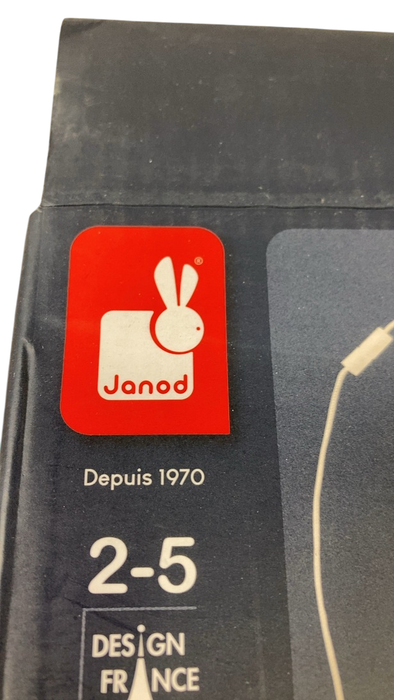 ®
Janod
Depuis 1970
2-5
DESIGN
FRANCE